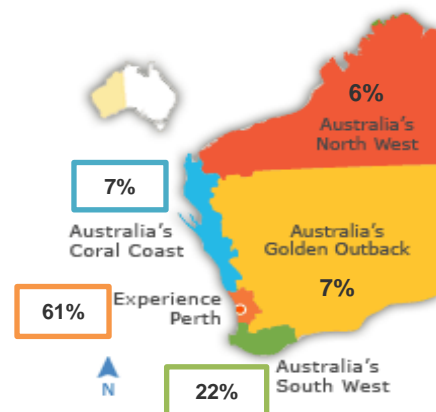 6%
Australia's
North West
7%
Australia's
Coral Coast
Australia's
Golden Outback
7%
61%
Experience
Perth
N
22%
Australia's
South West